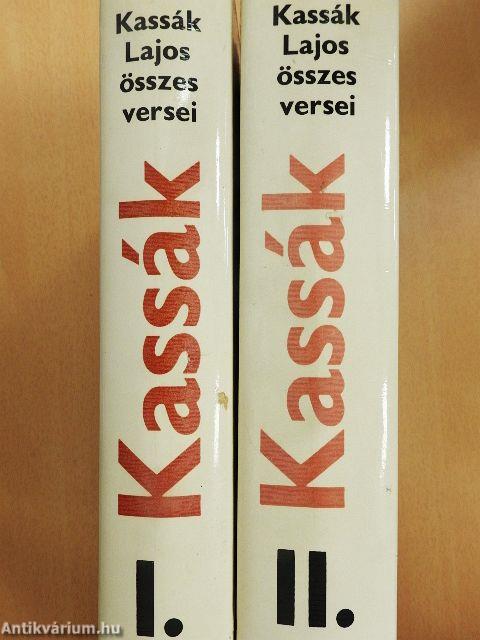 Kassák
Lajos
összes
versei
Kassák
I.
Kassák
Lajos
összes
versei
Kassák
II.
Antikvárium.hu